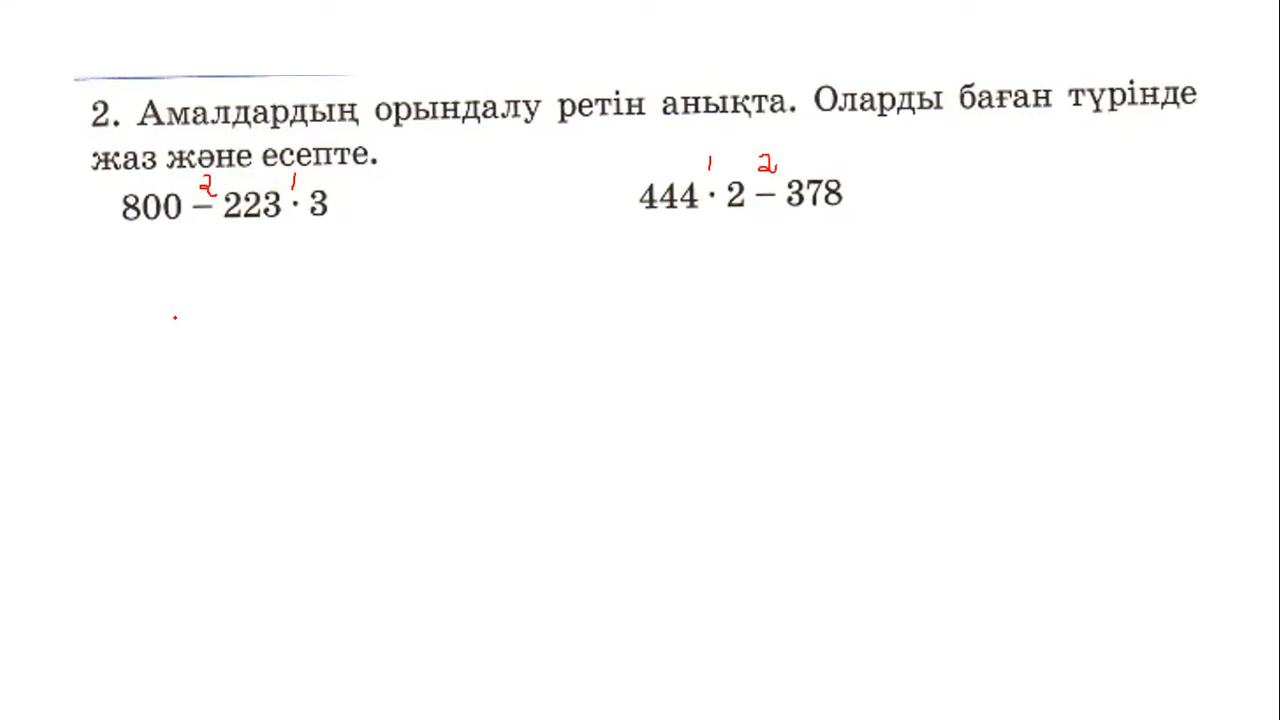 2. Амалдардың орындалу ретін анықта. Оларды баған түрінде
жаз және есепте.
2 1 1 2
800 – 223 · 3 444 · 2 – 378